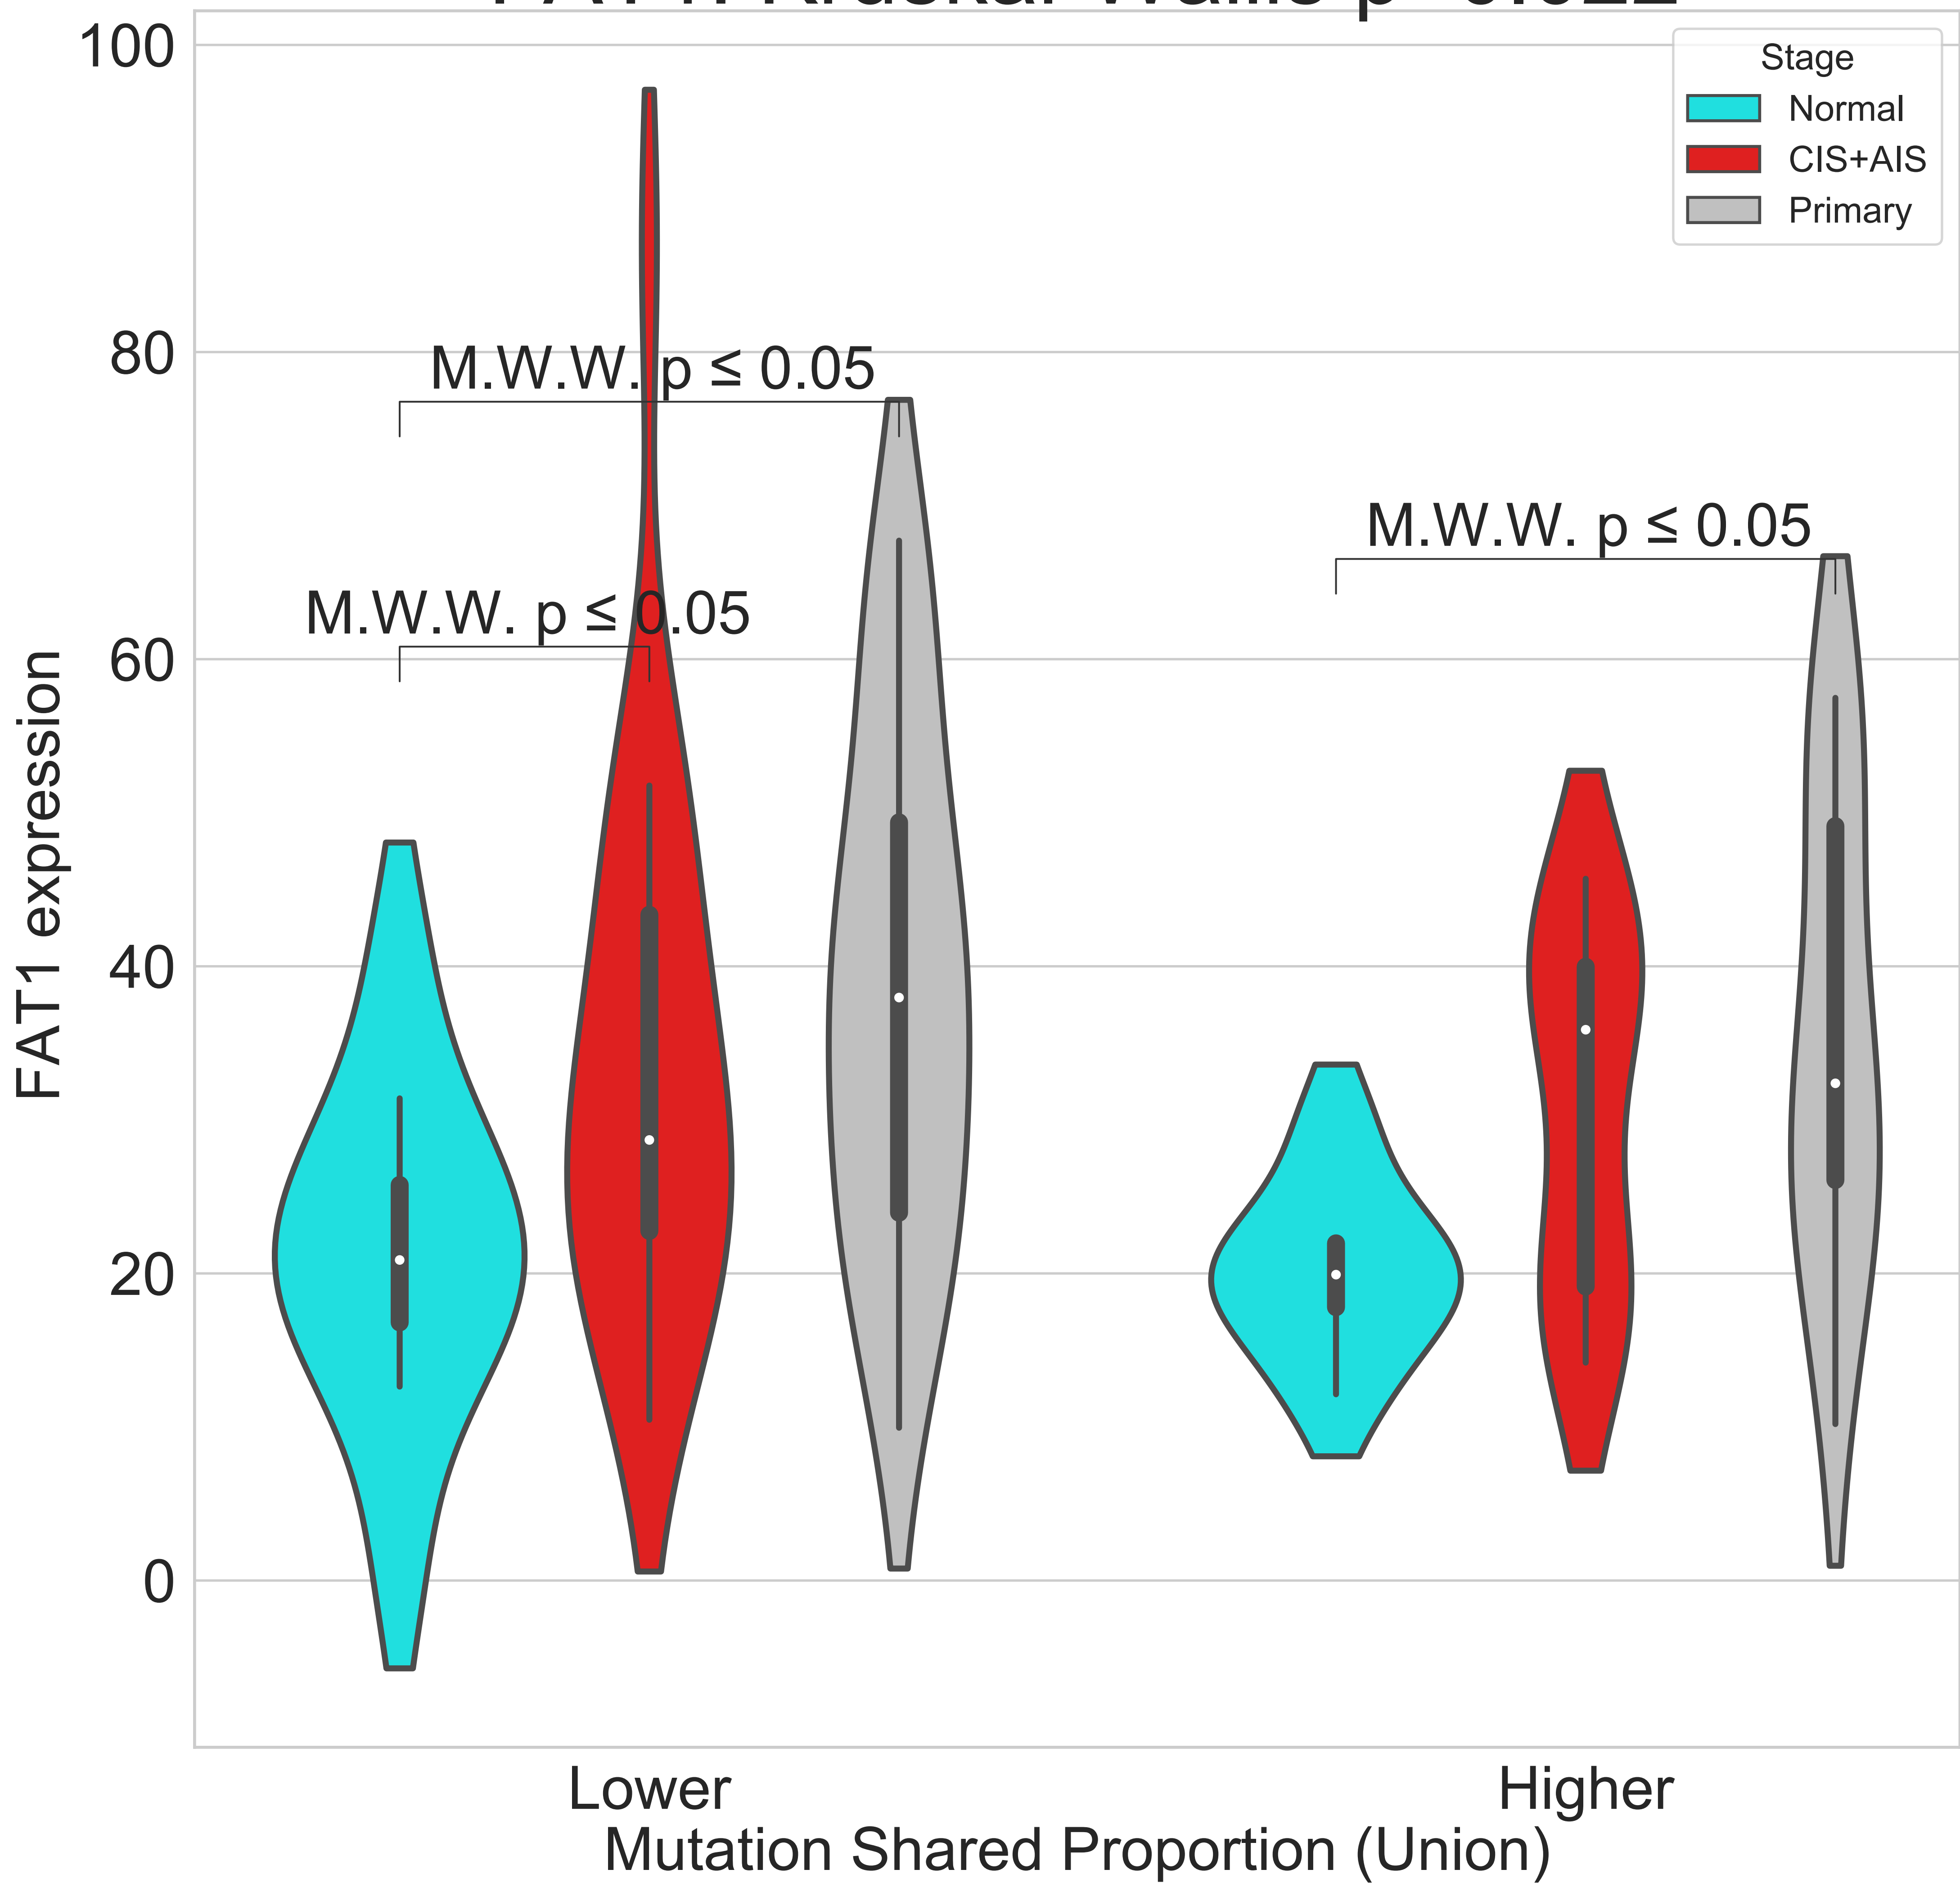 100
80
60
40
20
0
FAT1 expression
Stage
Normal
CIS+AIS
Primary
M.W.W. p ≤ 0.05
M.W.W. p ≤ 0.05
M.W.W. p ≤ 0.05
Lower
Higher
Mutation Shared Proportion (Union)